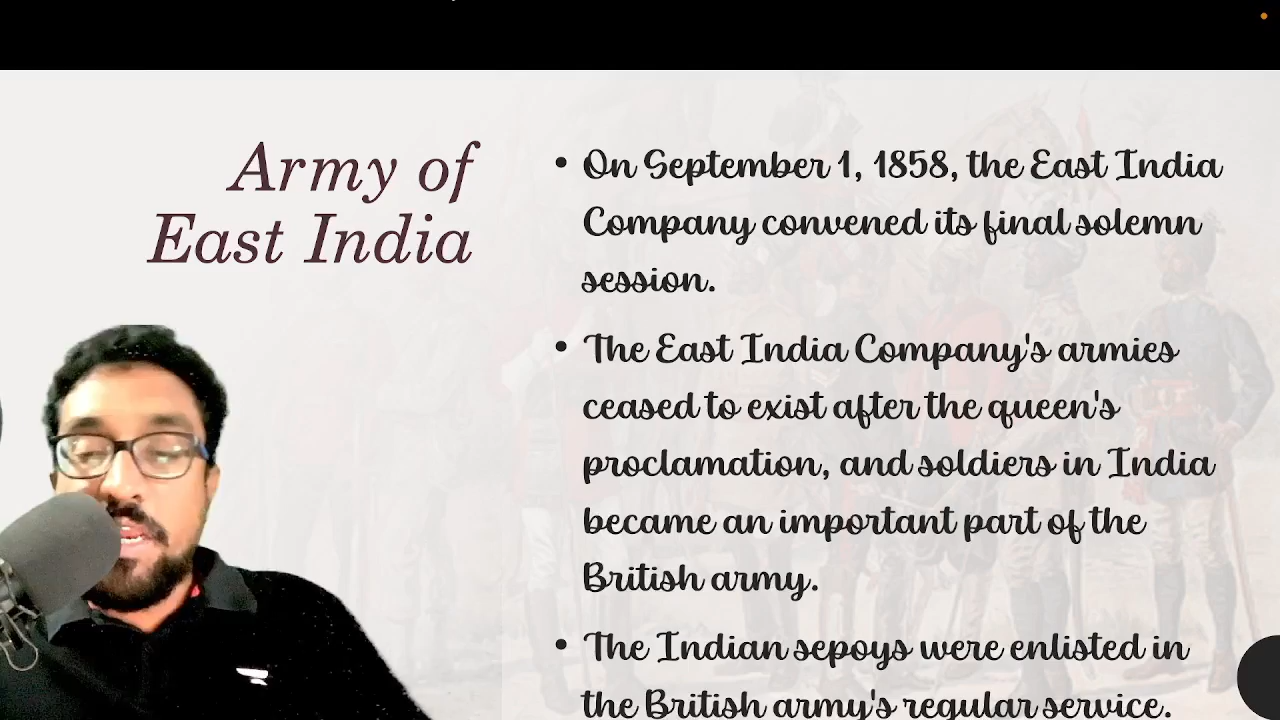 Army of
East India
• On September 1, 1858, the East India
Company convened its final solemn
session.
• The East India Company's armies
ceased to exist after the queen's
proclamation, and soldiers in India
became an important part of the
British army.
• The Indian sepoys were enlisted in
the British army's regular service.